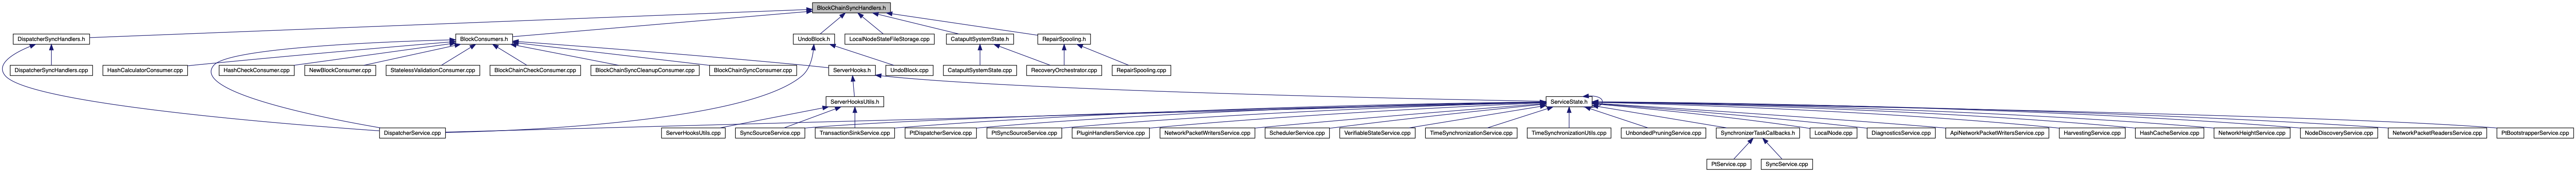 BlockChainSyncHandlers.h
DispatcherSyncHandlers.h
BlockConsumers.h
UndoBlock.h
LocalNodeStateFileStorage.cpp
CatapultSystemState.h
RepairSpooling.h
DispatcherSyncHandlers.cpp
HashCalculatorConsumer.cpp
HashCheckConsumer.cpp
NewBlockConsumer.cpp
StatelessValidationConsumer.cpp
BlockChainCheckConsumer.cpp
BlockChainSyncCleanupConsumer.cpp
BlockChainSyncConsumer.cpp
ServerHooks.h
UndoBlock.cpp
CatapultSystemState.cpp
RecoveryOrchestrator.cpp
RepairSpooling.cpp
ServerHooksUtils.h
ServiceState.h
DispatcherService.cpp
ServerHooksUtils.cpp
SyncSourceService.cpp
TransactionSinkService.cpp
PtDispatcherService.cpp
PtSyncSourceService.cpp
PluginHandlersService.cpp
NetworkPacketWritersService.cpp
SchedulerService.cpp
VerifiableStateService.cpp
TimeSynchronizationService.cpp
TimeSynchronizationUtils.cpp
UnbondedPruningService.cpp
SynchronizerTaskCallbacks.h
LocalNode.cpp
DiagnosticsService.cpp
ApiNetworkPacketWritersService.cpp
HarvestingService.cpp
HashCacheService.cpp
NetworkHeightService.cpp
NodeDiscoveryService.cpp
NetworkPacketReadersService.cpp
PtBootstrapperService.cpp
PtService.cpp
SyncService.cpp